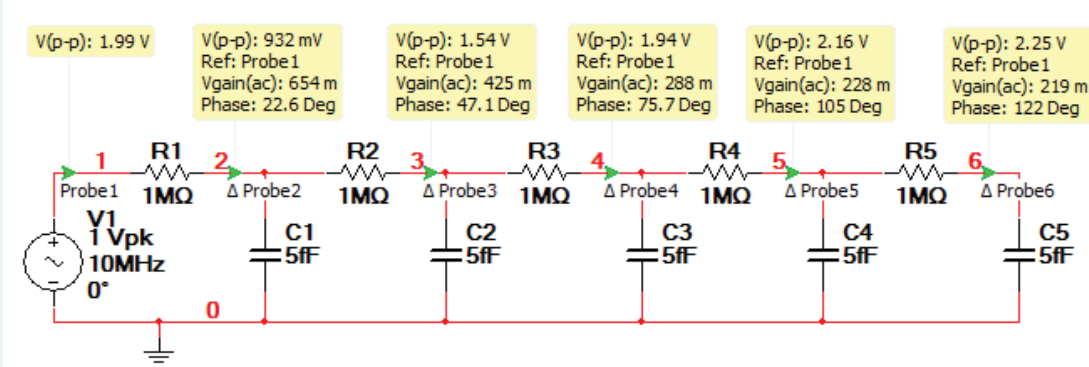 V(p-p): 1.99 V
V(p-p): 932 mV
Ref: Probe1
Vgain(ac): 654 m
Phase: 22.6 Deg
V(p-p): 1.54 V
Ref: Probe1
Vgain(ac): 425 m
Phase: 47.1 Deg
V(p-p): 1.94 V
Ref: Probe1
Vgain(ac): 288 m
Phase: 75.7 Deg
V(p-p): 2.16 V
Ref: Probe1
Vgain(ac): 228 m
Phase: 105 Deg
V(p-p): 2.25 V
Ref: Probe1
Vgain(ac): 219 m
Phase: 122 Deg
1 R1 2 R2 3 R3 4 R4 5 R5 6
Probe1 1MΩ Δ Probe2 1MΩ Δ Probe3 1MΩ Δ Probe4 1MΩ Δ Probe5 1MΩ Δ Probe6
V1
1 Vpk
10MHz
0°
C1
5fF
C2
5fF
C3
5fF
C4
5fF
C5
5fF
0